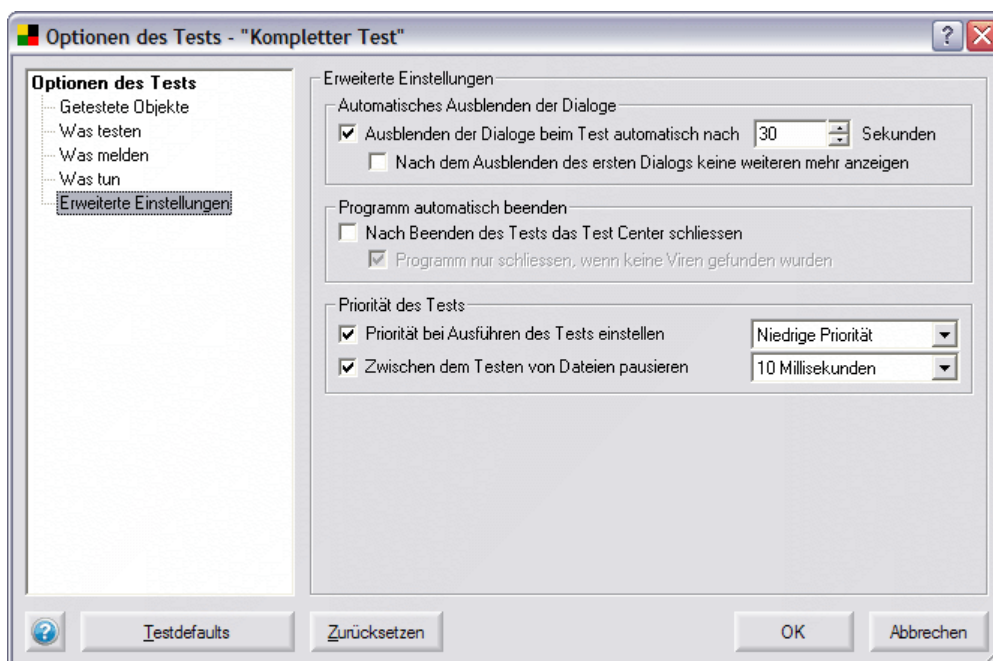 Optionen des Tests - "Kompletter Test"
Optionen des Tests
Getestete Objekte
Was testen
Was melden
Was tun
Erweiterte Einstellungen
Erweiterte Einstellungen
Automatisches Ausblenden der Dialoge
Ausblenden der Dialoge beim Test automatisch nach 30 Sekunden
Nach dem Ausblenden des ersten Dialogs keine weiteren mehr anzeigen
Programm automatisch beenden
Nach Beenden des Tests das Test Center schliessen
Programm nur schliessen, wenn keine Viren gefunden wurden
Priorität des Tests
Priorität bei Ausführen des Tests einstellen Niedrige Priorität
Zwischen dem Testen von Dateien pausieren 10 Millisekunden
Testdefaults Zurücksetzen OK Abbrechen